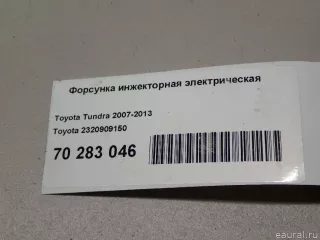 Форсунка инжекторная электрическая
Toyota Tundra 2007-2013
Toyota 2320909150
70 283 046
eaural.ru